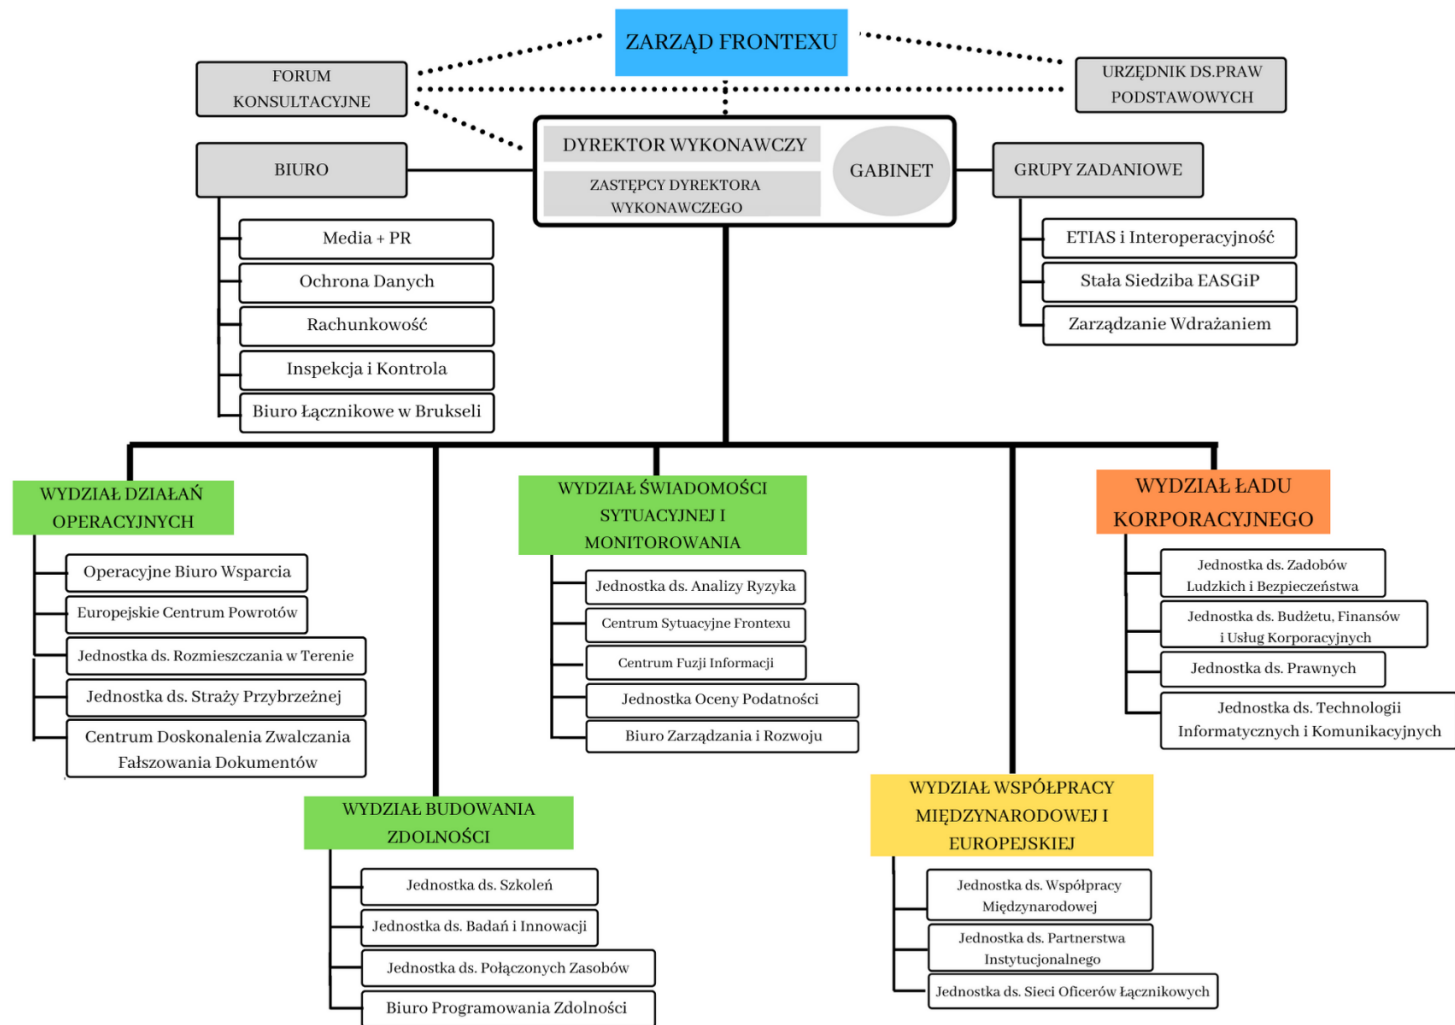 ZARZĄD FRONTEXU
FORUM
KONSULTACYJNE
URZĘDNIK DS.PRAW
PODSTAWOWYCH
DYREKTOR WYKONAWCZY
ZASTĘPCY DYREKTORA
WYKONAWCZEGO
GABINET
BIURO
Media + PR
Ochrona Danych
Rachunkowość
Inspekcja i Kontrola
Biuro Łącznikowe w Brukseli
GRUPY ZADANIOWE
ETIAS i Interoperacyjność
Stała Siedziba EASGiP
Zarządzanie Wdrażaniem
WYDZIAŁ DZIAŁAŃ
OPERACYJNYCH
Operacyjne Biuro Wsparcia
Europejskie Centrum Powrotów
Jednostka ds. Rozmieszczania w Terenie
Jednostka ds. Straży Przybrzeżnej
Centrum Doskonalenia Zwalczania
Fałszowania Dokumentów
WYDZIAŁ BUDOWANIA
ZDOLNOŚCI
Jednostka ds. Szkoleń
Jednostka ds. Badań i Innowacji
Jednostka ds. Połączonych Zasobów
Biuro Programowania Zdolności
WYDZIAŁ ŚWIADOMOŚCI
SYTUACYJNEJ I
MONITOROWANIA
Jednostka ds. Analizy Ryzyka
Centrum Sytuacyjne Frontexu
Centrum Fuzji Informacji
Jednostka Oceny Podatności
Biuro Zarządzania i Rozwoju
WYDZIAŁ WSPÓŁPRACY
MIĘDZYNARODOWEJ I
EUROPEJSKIEJ
Jednostka ds. Współpracy
Międzynarodowej
Jednostka ds. Partnerstwa
Instytucjonalnego
Jednostka ds. Sieci Oficerów Łącznikowych
WYDZIAŁ ŁADU
KORPORACYJNEGO
Jednostka ds. Zadobów
Ludzkich i Bezpieczeństwa
Jednostka ds. Budżetu, Finansów
i Usług Korporacyjnych
Jednostka ds. Prawnych
Jednostka ds. Technologii
Informatycznych i Komunikacyjnych